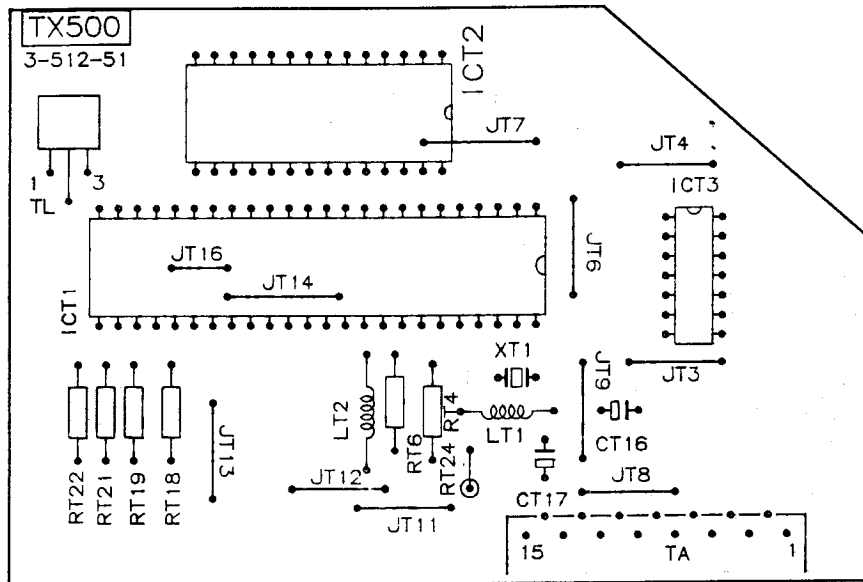 TX500
3-512-51
ICT2
JT7
JT4
1
3
TL
ICT3
JT16
JT14
JT6
ICT1
XT1
JT9
JT3
LT2
RT4
LT1
CT16
JT13
RT6
RT24
RT22
RT21
RT19
RT18
JT12
CT17
JT8
JT11
15
TA
1